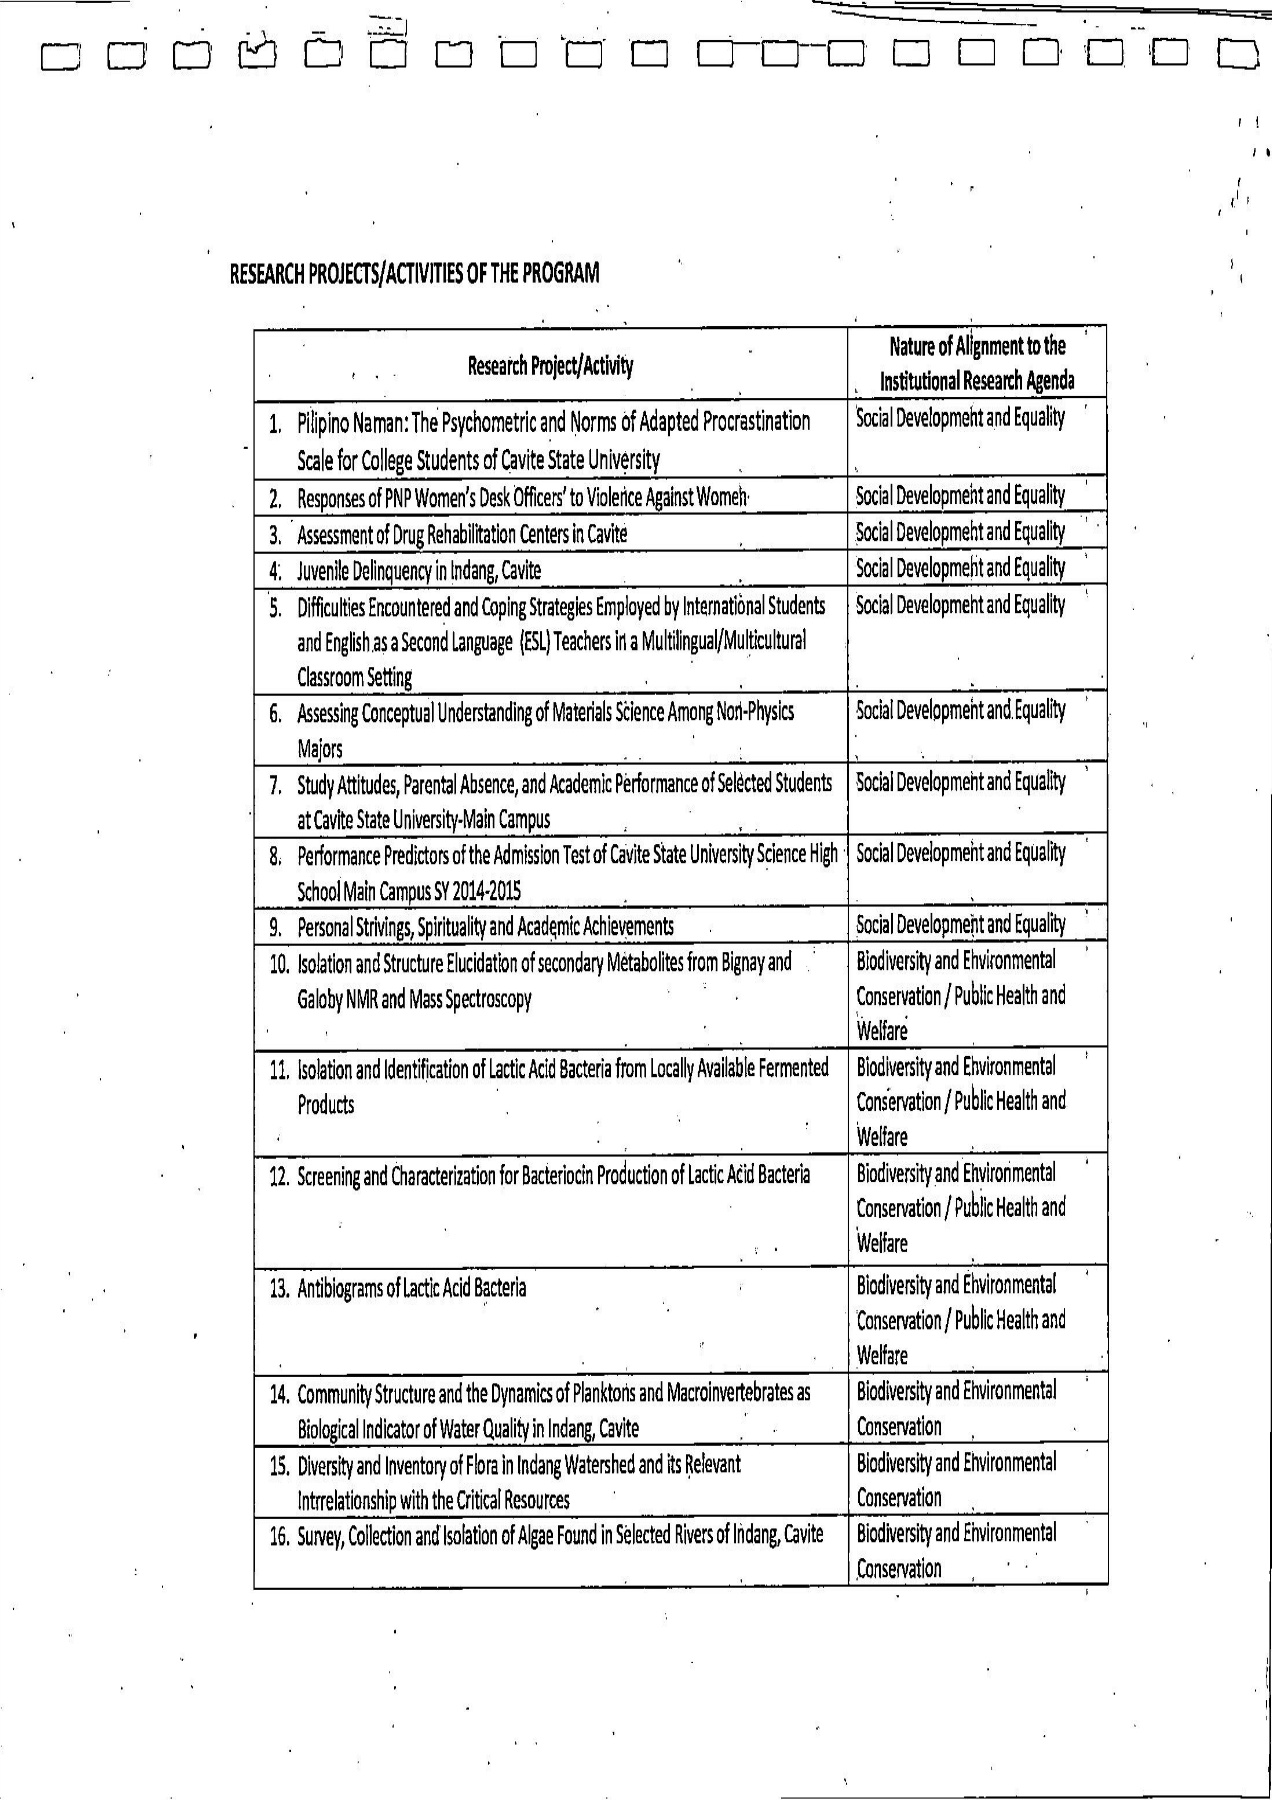 RESEARCH PROJECTS/ACTIVITIES OF THE PROGRAM
Research Project/Activity
Nature of Alignment to the
Institutional Research Agenda
1. Pilipino Naman: The Psychometric and Norms of Adapted Procrastination
Scale for College Students of Cavite State University
Social Development and Equality
2. Responses of PNP Women's Desk Officers' to Violence Against Women
Social Development and Equality
3. Assessment of Drug Rehabilitation Centers in Cavite
Social Development and Equality
4. Juvenile Delinquency in Indang, Cavite
Social Development and Equality
5. Difficulties Encountered and Coping Strategies Employed by International Students
and English as a Second Language (ESL) Teachers in a Multilingual/Multicultural
Classroom Setting
Social Development and Equality
6. Assessing Conceptual Understanding of Materials Science Among Non-Physics
Majors
Social Development and Equality
7. Study Attitudes, Parental Absence, and Academic Performance of Selected Students
at Cavite State University-Main Campus
Social Development and Equality
8. Performance Predictors of the Admission Test of Cavite State University Science High
School Main Campus SY 2014-2015
Social Development and Equality
9. Personal Strivings, Spirituality and Academic Achievements
Social Development and Equality
10. Isolation and Structure Elucidation of secondary Metabolites from Bignay and
Galoby NMR and Mass Spectroscopy
Biodiversity and Environmental
Conservation / Public Health and
Welfare
11. Isolation and Identification of Lactic Acid Bacteria from Locally Available Fermented
Products
Biodiversity and Environmental
Conservation / Public Health and
Welfare
12. Screening and Characterization for Bacteriocin Production of Lactic Acid Bacteria
Biodiversity and Environmental
Conservation / Public Health and
Welfare
13. Antibiograms of Lactic Acid Bacteria
Biodiversity and Environmental
Conservation / Public Health and
Welfare
14. Community Structure and the Dynamics of Planktons and Macroinvertebrates as
Biological Indicator of Water Quality in Indang, Cavite
Biodiversity and Environmental
Conservation
15. Diversity and Inventory of Flora in Indang Watershed and its Relevant
Intrrelationship with the Critical Resources
Biodiversity and Environmental
Conservation
16. Survey, Collection and Isolation of Algae Found in Selected Rivers of Indang, Cavite
Biodiversity and Environmental
Conservation